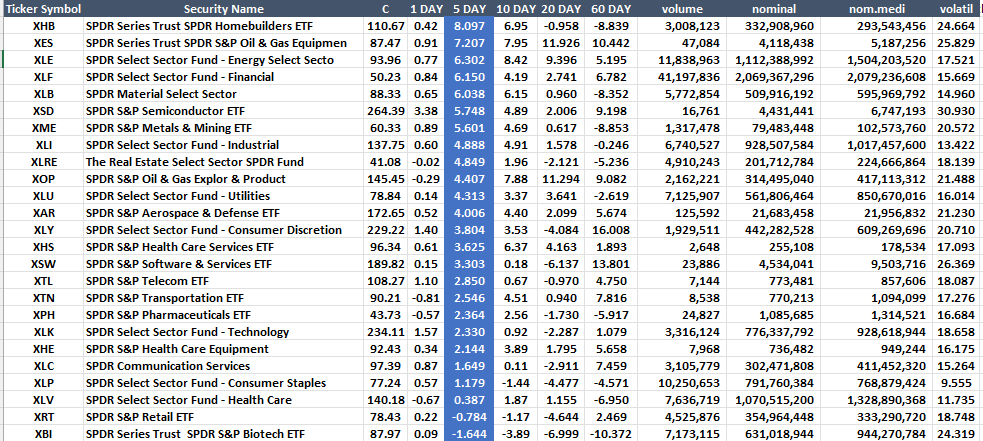 Ticker Symbol Security Name C 1 DAY 5 DAY 10 DAY 20 DAY 60 DAY volume nominal nom.medi volatil
XHB SPDR Series Trust SPDR Homebuilders ETF 110.67 0.42 8.097 6.95 -0.958 -8.839 3,008,123 332,908,960 293,543,456 24.664
XES SPDR Series Trust SPDR S&P Oil & Gas Equipmen 87.47 0.91 7.207 7.95 11.926 10.442 47,084 4,118,438 5,187,256 25.829
XLE SPDR Select Sector Fund - Energy Select Secto 93.96 0.77 6.302 8.42 9.396 5.195 11,838,963 1,112,388,992 1,504,203,520 17.521
XLF SPDR Select Sector Fund - Financial 50.23 0.84 6.150 4.19 2.741 6.782 41,197,836 2,069,367,296 2,079,236,608 15.669
XLB SPDR Material Select Sector 88.33 0.65 6.038 6.15 0.960 -8.352 5,772,854 509,916,192 595,969,792 14.960
XSD SPDR S&P Semiconductor ETF 264.39 3.38 5.748 4.89 2.006 9.198 16,761 4,431,441 6,747,193 30.930
XME SPDR S&P Metals & Mining ETF 60.33 0.89 5.601 4.69 0.617 -8.853 1,317,478 79,483,448 102,573,760 20.572
XLI SPDR Select Sector Fund - Industrial 137.75 0.60 4.888 4.91 1.578 -0.246 6,740,527 928,507,584 1,017,457,600 13.422
XLRE The Real Estate Select Sector SPDR Fund 41.08 -0.02 4.849 1.96 -2.121 -5.236 4,910,243 201,712,784 224,666,864 18.139
XOP SPDR S&P Oil & Gas Explor & Product 145.45 -0.29 4.407 7.88 11.294 9.082 2,162,221 314,495,040 417,113,312 21.488
XLU SPDR Select Sector Fund - Utilities 78.84 0.14 4.313 3.37 3.641 -2.619 7,125,907 561,806,464 850,670,016 16.014
XAR SPDR S&P Aerospace & Defense ETF 172.65 0.52 4.006 4.40 2.099 5.674 125,592 21,683,458 21,956,832 21.230
XLY SPDR Select Sector Fund - Consumer Discretion 229.22 1.40 3.804 3.53 -4.084 16.008 1,929,511 442,282,528 609,269,696 20.710
XHS SPDR S&P Health Care Services ETF 96.34 0.61 3.625 6.37 4.163 1.893 2,648 255,108 178,534 17.093
XSW SPDR S&P Software & Services ETF 189.82 0.15 3.303 0.18 -6.137 13.801 23,886 4,534,041 9,503,716 26.369
XTL SPDR S&P Telecom ETF 108.27 1.10 2.850 0.67 -0.970 4.750 7,144 773,481 857,606 18.087
XTN SPDR S&P Transportation ETF 90.21 -0.81 2.546 4.51 0.940 7.816 8,538 770,213 1,094,099 17.276
XPH SPDR S&P Pharmaceuticals ETF 43.73 -0.57 2.364 2.56 -1.730 -5.917 24,827 1,085,685 1,314,521 16.684
XLK SPDR Select Sector Fund - Technology 234.11 1.57 2.330 0.92 -2.287 1.079 3,316,124 776,337,792 928,618,944 18.658
XHE SPDR S&P Health Care Equipment 92.43 0.34 2.144 3.89 1.795 5.658 7,968 736,482 949,244 16.175
XLC SPDR Communication Services 97.39 0.87 1.649 0.11 -2.911 7.459 3,105,779 302,471,808 411,452,320 15.264
XLP SPDR Select Sector Fund - Consumer Staples 77.24 0.57 1.179 -1.44 -4.477 -4.571 10,250,653 791,760,384 768,879,424 9.555
XLV SPDR Select Sector Fund - Health Care 140.18 -0.67 0.387 1.87 1.155 -6.950 7,636,719 1,070,515,200 1,328,890,368 11.735
XRT SPDR S&P Retail ETF 78.43 0.22 -0.784 -1.17 -4.644 2.469 4,525,876 354,964,448 333,290,720 18.748
XBI SPDR Series Trust SPDR S&P Biotech ETF 87.97 0.09 -1.644 -3.89 -6.999 -10.372 7,173,115 631,018,944 944,270,784 24.319